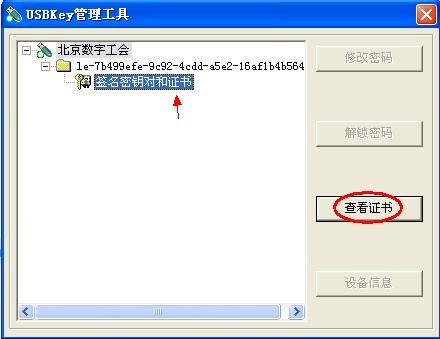 USBKey管理工具
北京数字工会
le-7b499efe-9c92-4cdd-a5e2-16af1b4b564
签名密钥对和证书
修改密码
解锁密码
查看证书
设备信息